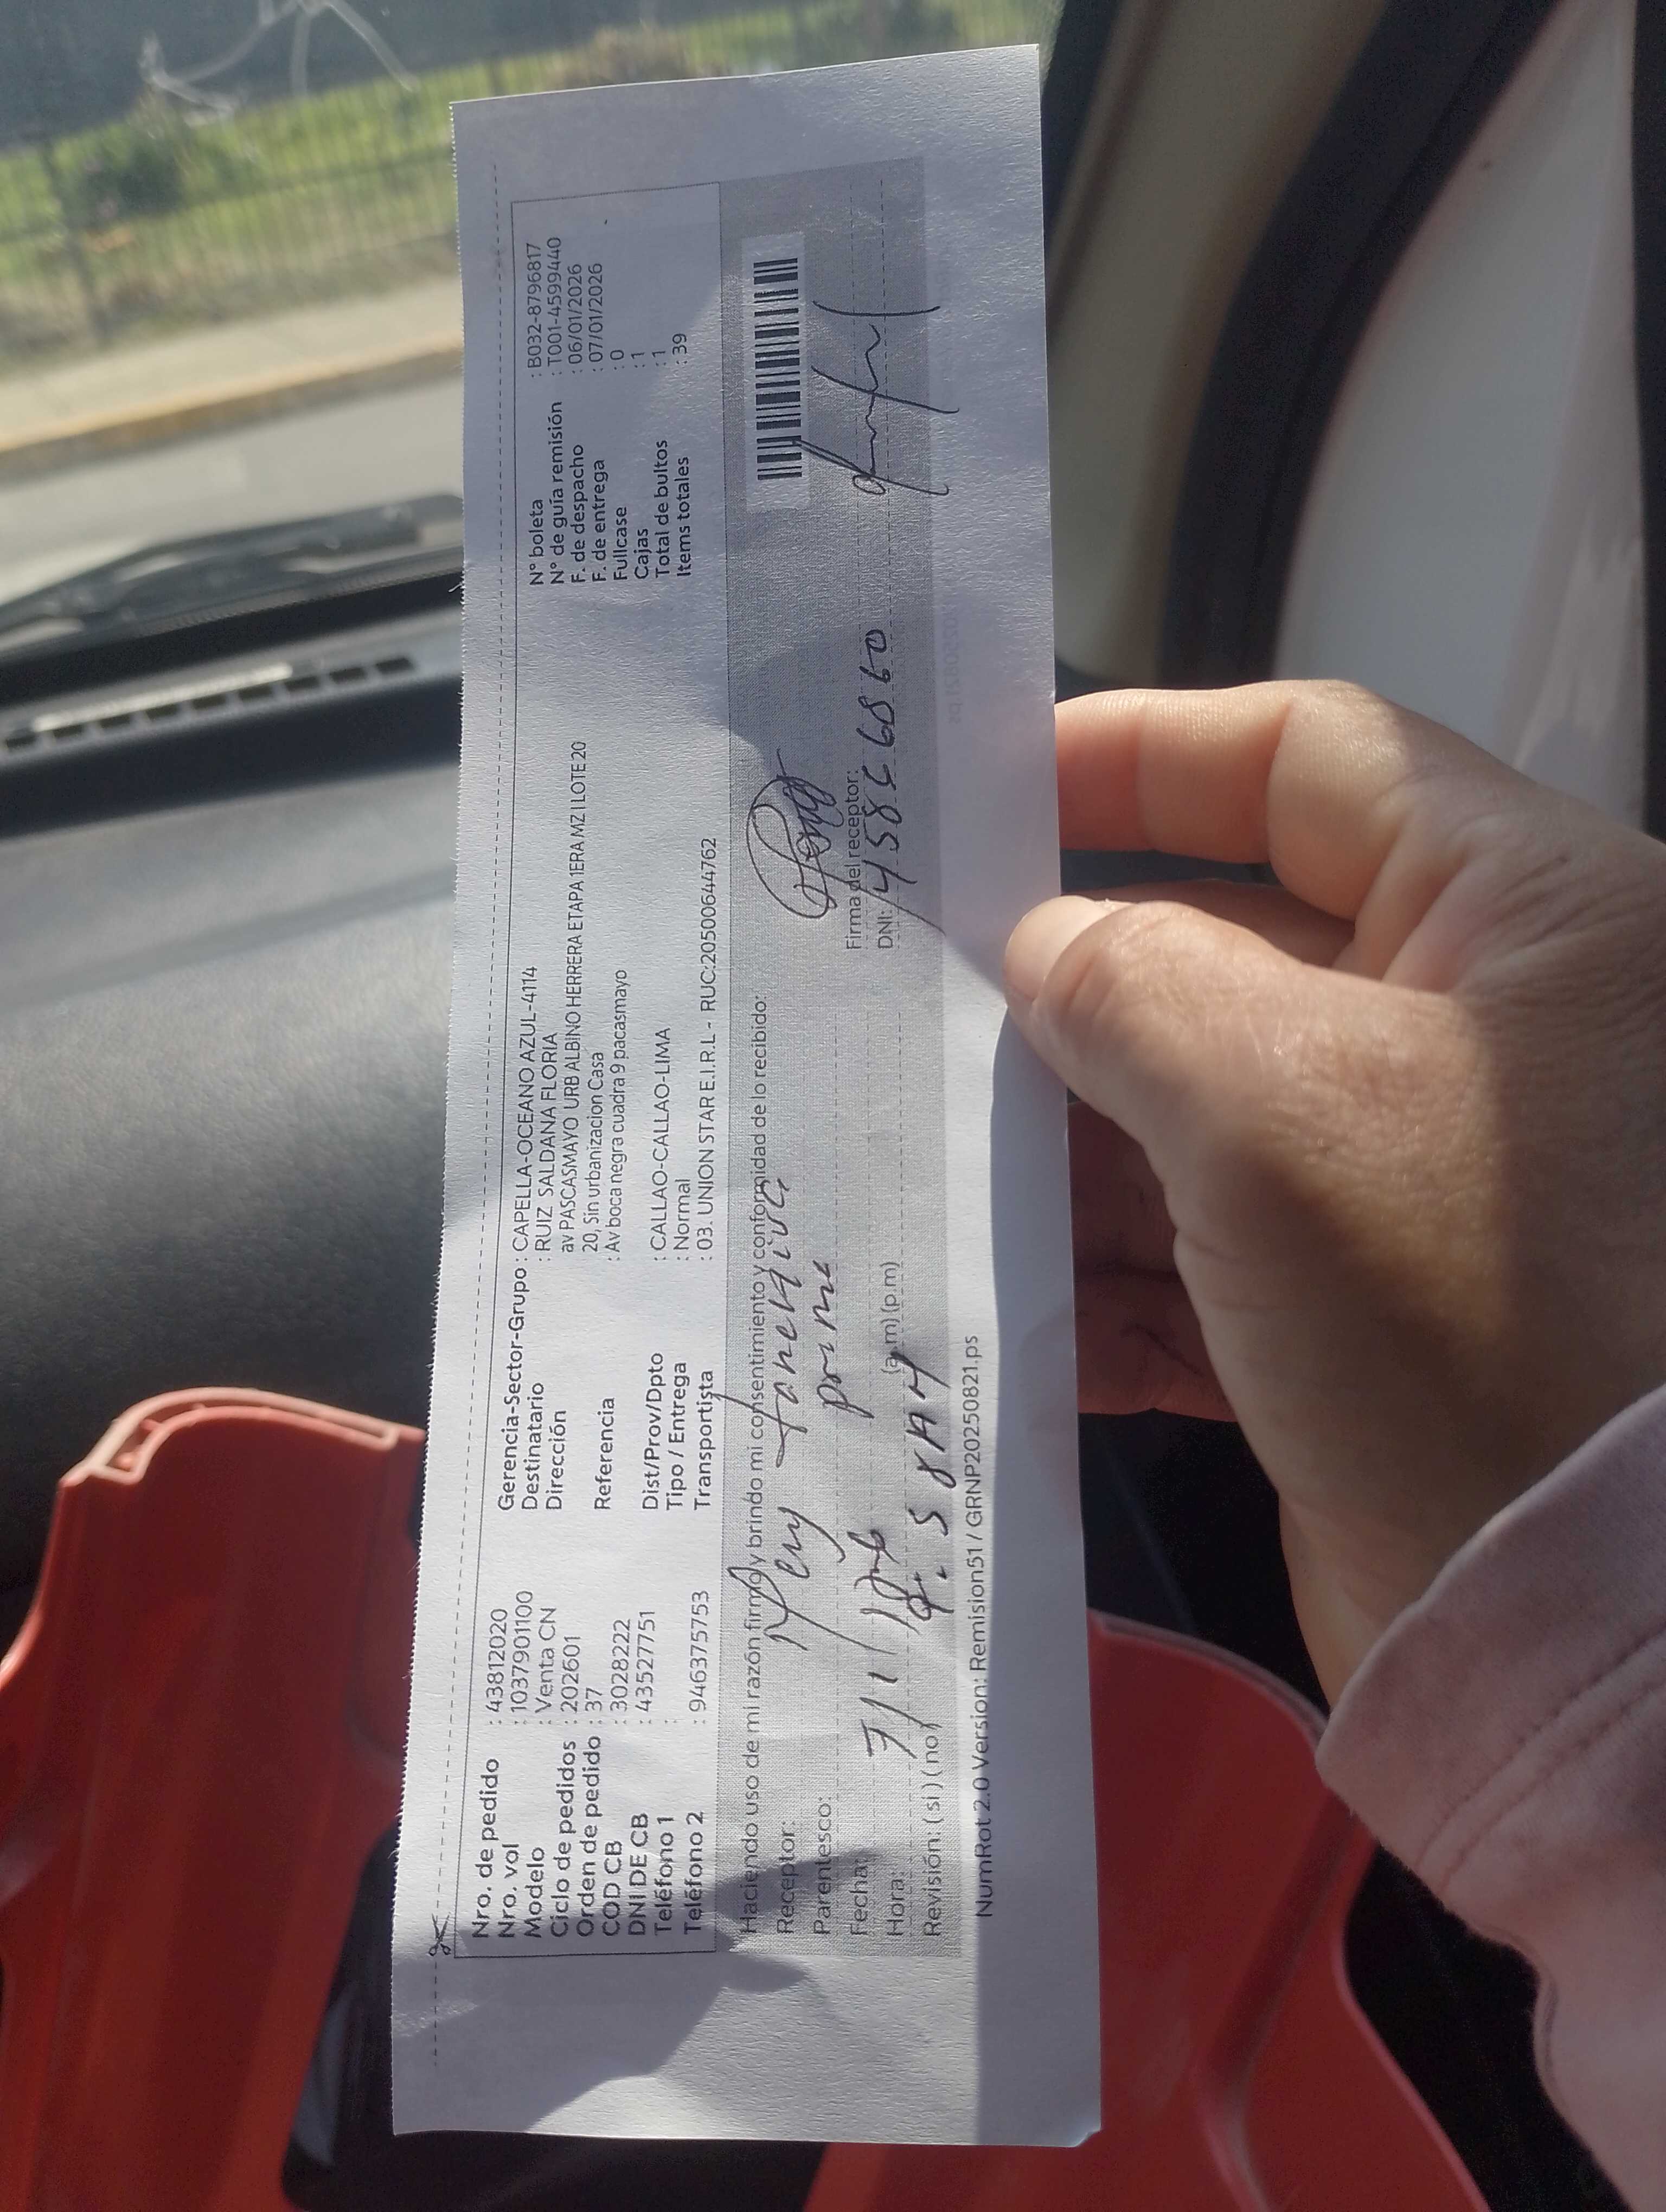 Nro. de pedido : 43812020
Nro. vol : 1037901100
Modelo : Venta CN
Ciclo de pedidos : 202601
Orden de pedido : 37
COD CB : 3028222
DNI DE CB : 43527751
Teléfono 1 :
Teléfono 2 : 946375753
Gerencia-Sector-Grupo : CAPELLA-OCEANO AZUL-4114
Destinatario : RUIZ SALDANA FLORIA
Dirección av PASCASMAYO URB ALBINO HERRERA ETAPA 1ERA MZ I LOTE 20
20, Sin urbanizacion Casa
Referencia : Av boca negra cuadra 9 pacasmayo
Dist/Prov/Dpto : CALLAO-CALLAO-LIMA
Tipo / Entrega : Normal
Transportista : 03. UNION STAR E.I.R.L - RUC:20500644762
N° boleta : B032-8796817
N° de guía remisión : T001-4599440
F. de despacho : 06/01/2026
F. de entrega : 07/01/2026
Fullcase : 0
Cajas : 1
Total de bultos : 1
Items totales : 39
Haciendo uso de mi razón firmo y brindo mi consentimiento y conformidad de lo recibido:
Receptor:
Parentesco:
Fecha: 7/1/
Hora: (a.m) (p.m)
Revisión: ( si ) ( no )
Firma del receptor:
DNI:
NumRot 2.0 Version: Remision51 / GRNP20250821.ps